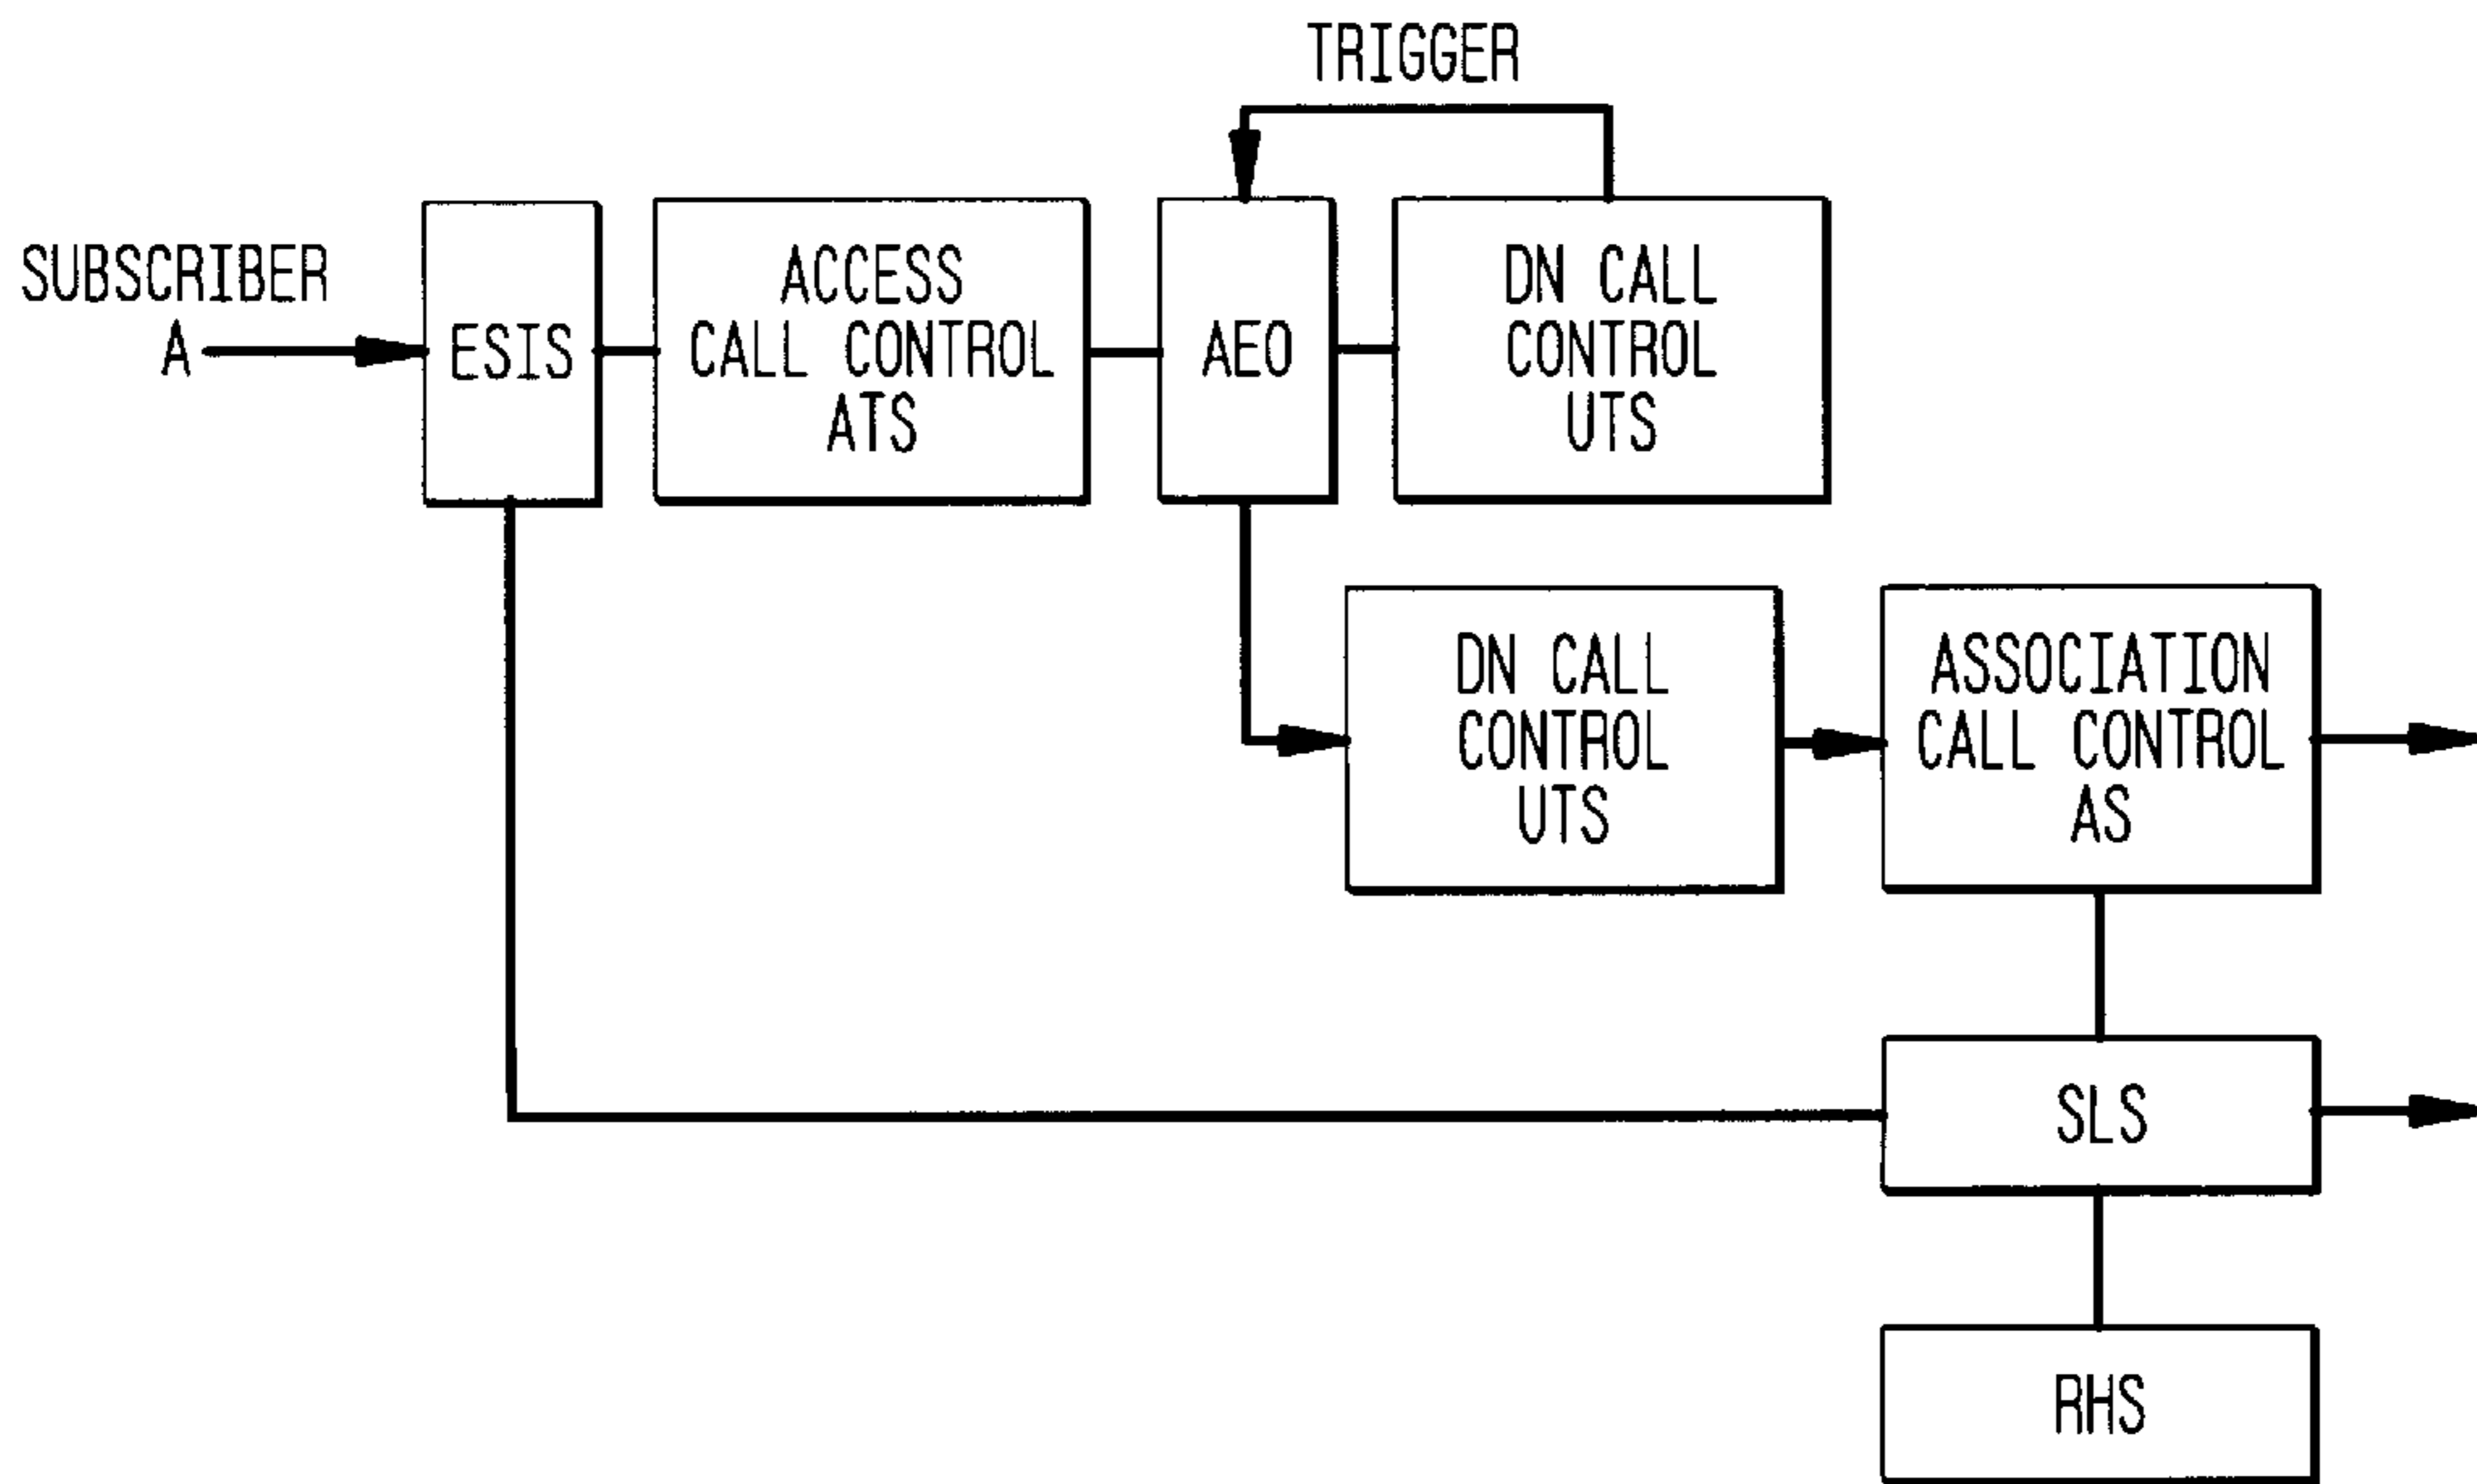 TRIGGER
SUBSCRIBER
A
ESIS
ACCESS
CALL CONTROL
ATS
AEO
DN CALL
CONTROL
UTS
DN CALL
CONTROL
UTS
ASSOCIATION
CALL CONTROL
AS
SLS
RHS